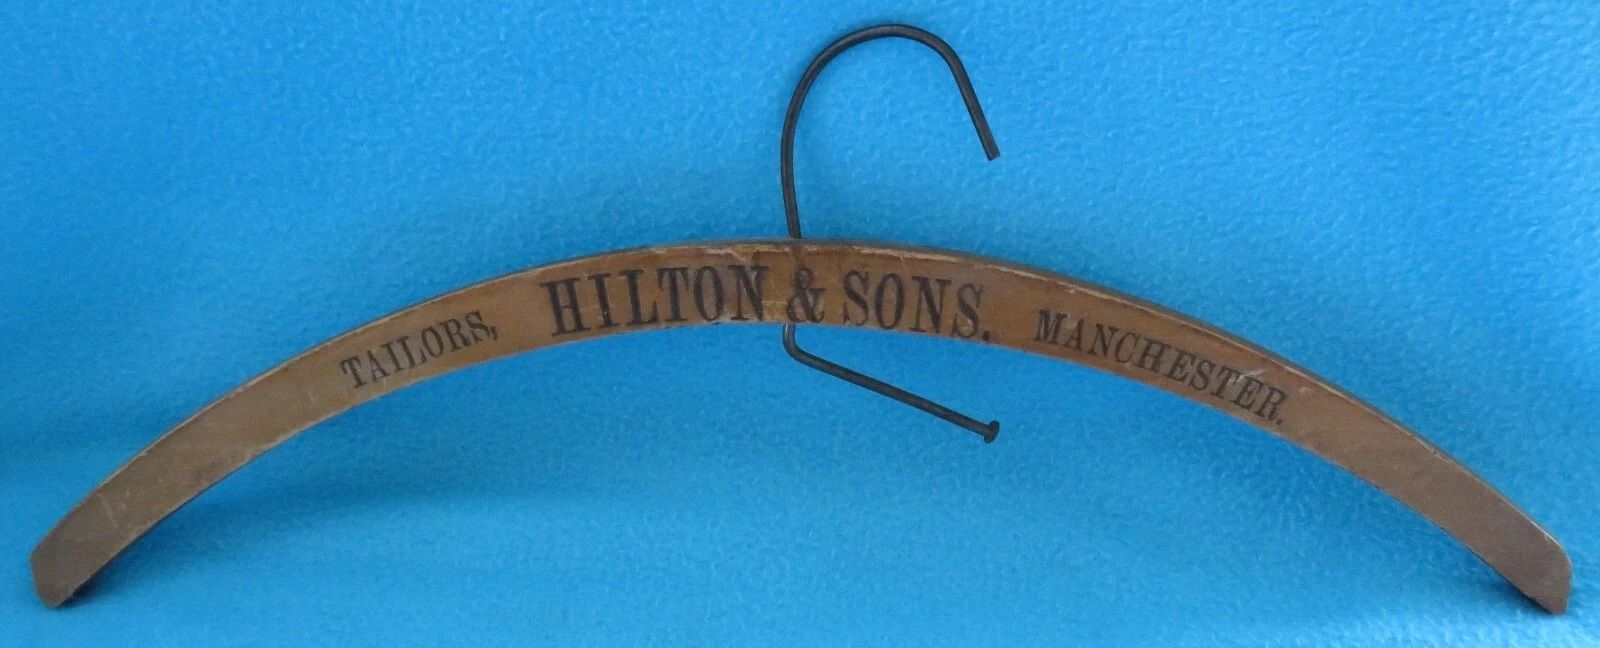 TAILORS, HILTON & SONS. MANCHESTER.